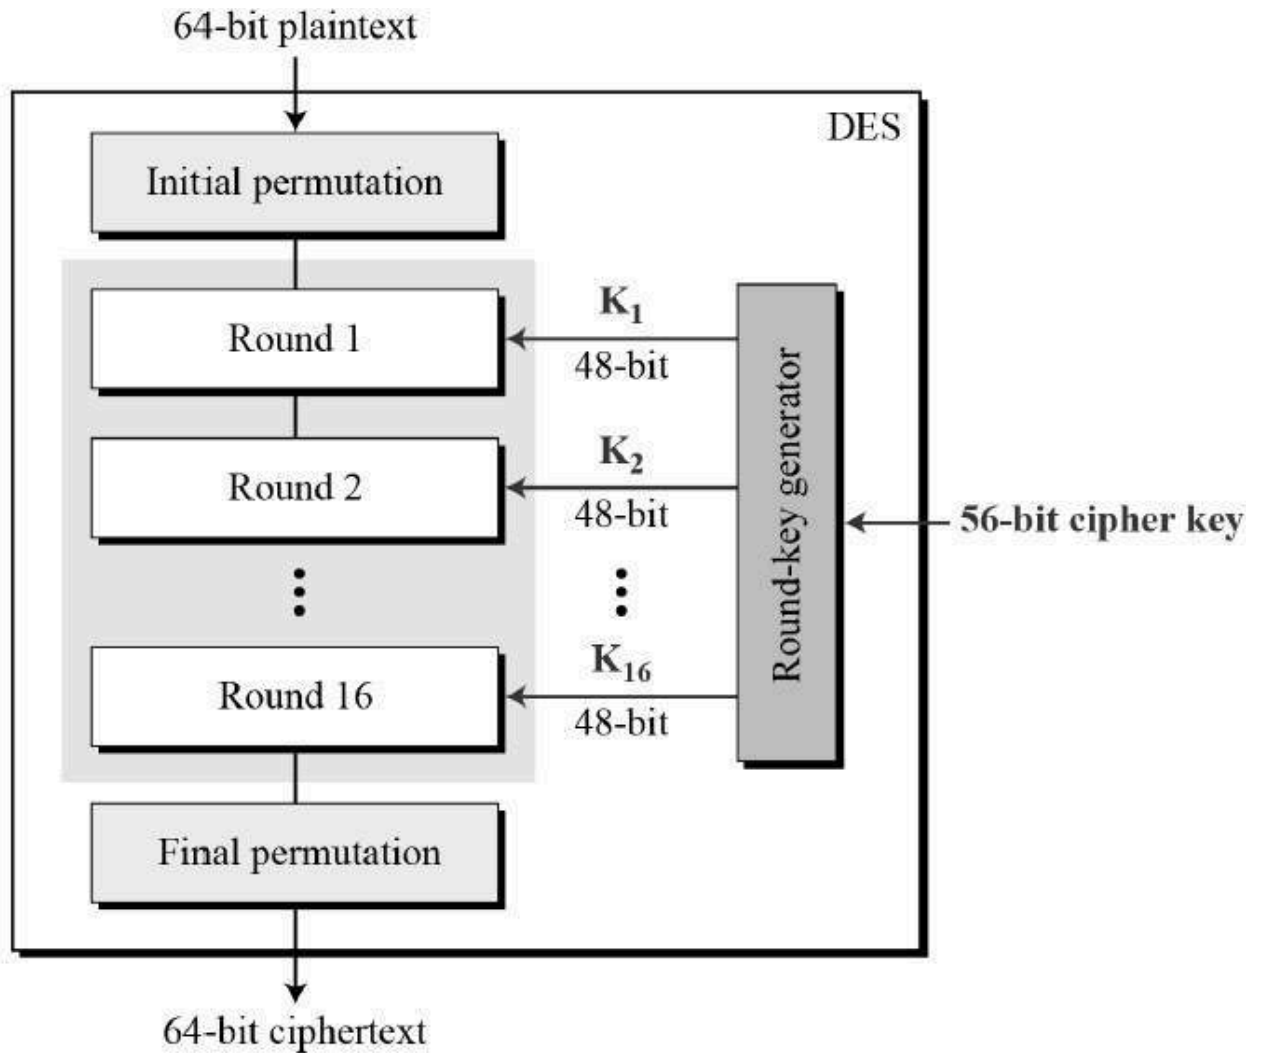 64-bit plaintext
DES
Initial permutation
Round 1
K1
48-bit
Round 2
K2
48-bit
Round-key generator
56-bit cipher key
Round 16
K16
48-bit
Final permutation
64-bit ciphertext